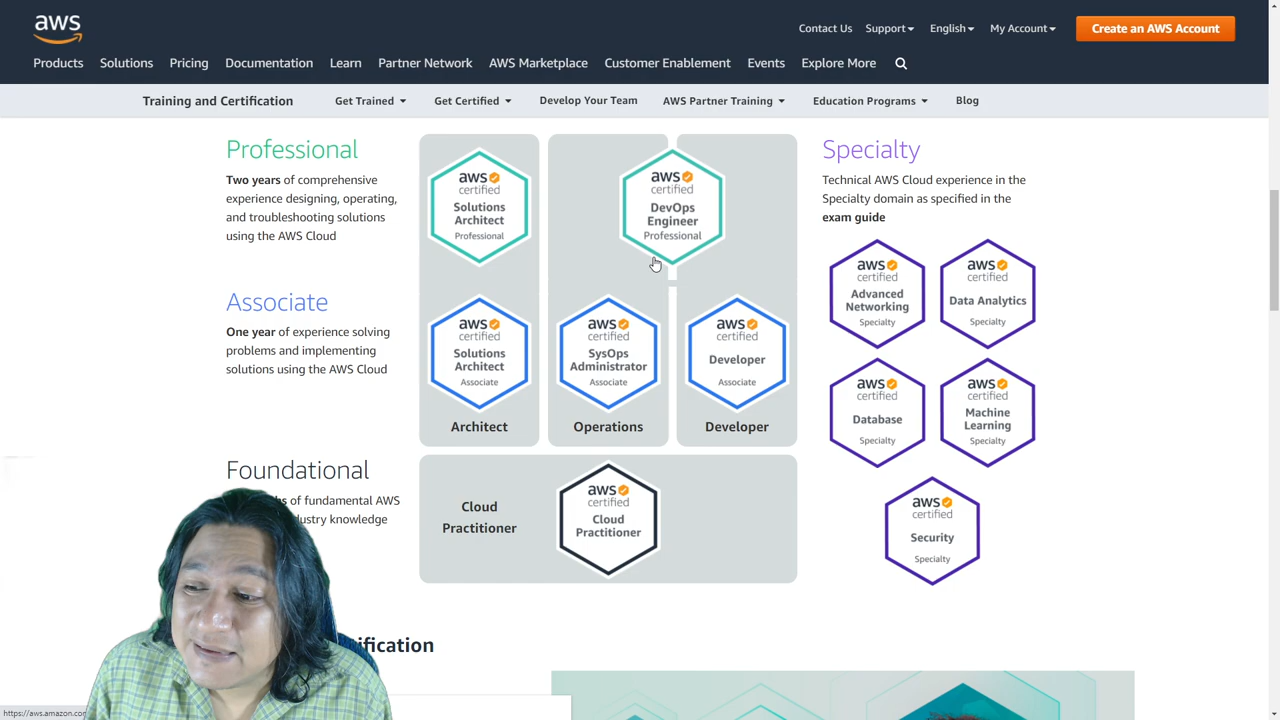 aws
Contact Us
Support
English
My Account
Create an AWS Account
Products
Solutions
Pricing
Documentation
Learn
Partner Network
AWS Marketplace
Customer Enablement
Events
Explore More
Training and Certification
Get Trained
Get Certified
Develop Your Team
AWS Partner Training
Education Programs
Blog
Professional
Two years of comprehensive
experience designing, operating,
and troubleshooting solutions
using the AWS Cloud
aws
certified
Solutions
Architect
Professional
aws
certified
DevOps
Engineer
Professional
Associate
One year of experience solving
problems and implementing
solutions using the AWS Cloud
aws
certified
Solutions
Architect
Associate
Architect
aws
certified
SysOps
Administrator
Associate
Operations
aws
certified
Developer
Associate
Developer
Foundational
of fundamental AWS
knowledge
Cloud
Practitioner
aws
certified
Cloud
Practitioner
Specialty
Technical AWS Cloud experience in the
Specialty domain as specified in the
exam guide
aws
certified
Advanced
Networking
Specialty
aws
certified
Data Analytics
Specialty
aws
certified
Database
Specialty
aws
certified
Machine
Learning
Specialty
aws
certified
Security
Specialty
https://aws.amazon.co